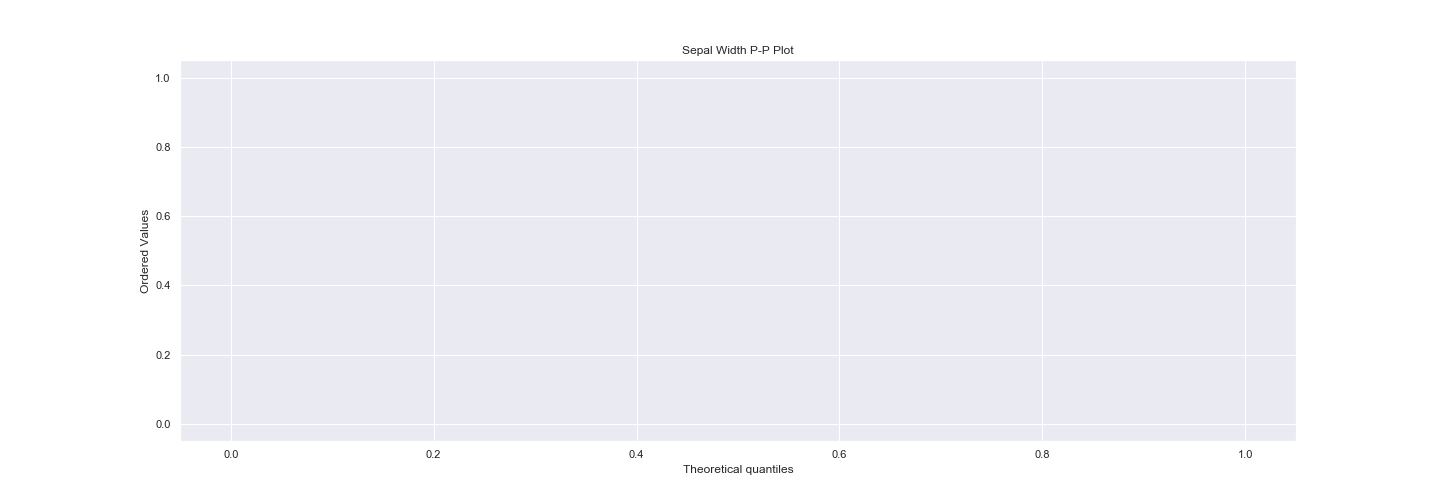 Sepal Width P-P Plot
1.0
0.8
0.6
0.4
0.2
0.0
Ordered Values
0.0 0.2 0.4 0.6 0.8 1.0
Theoretical quantiles